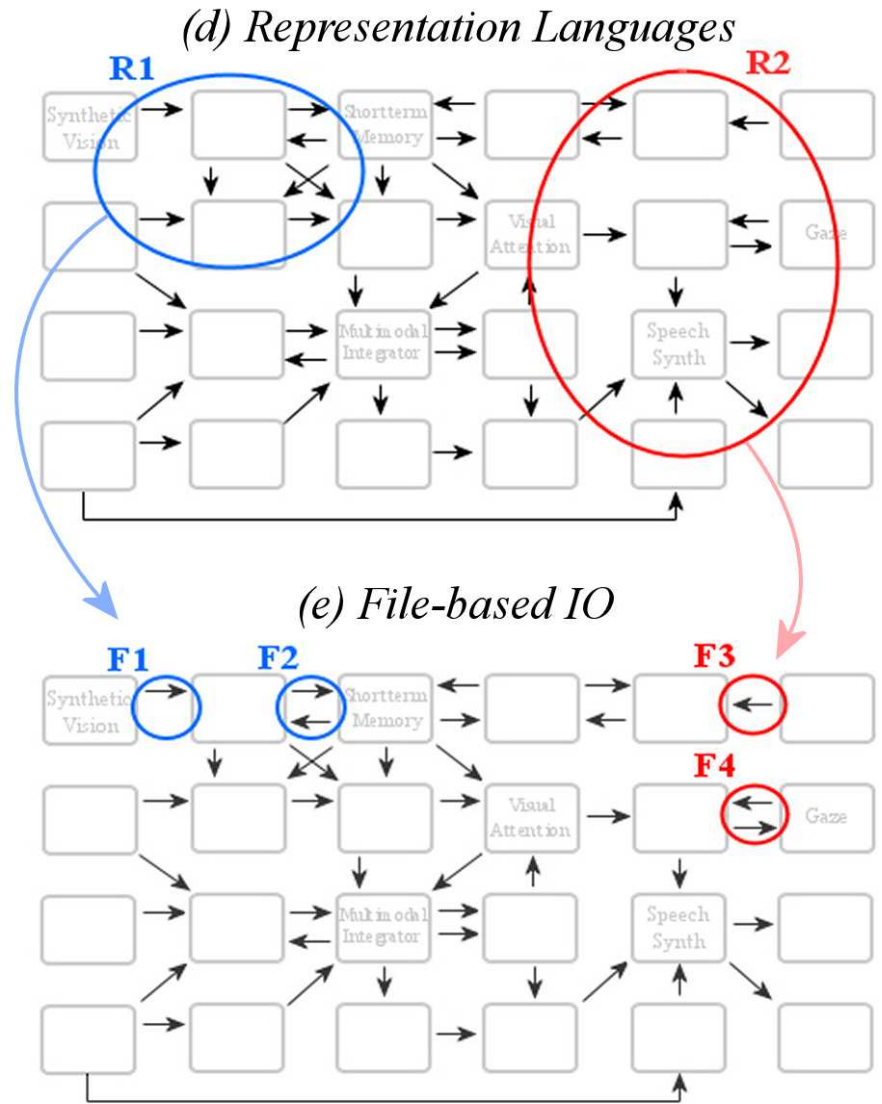 (d) Representation Languages
R1
R2
Synthetic
Vision
Shortterm
Memory
Visual
Attention
Gaze
Multimodal
Integrator
Speech
Synth
(e) File-based IO
F1
F2
F3
Synthetic
Vision
Shortterm
Memory
F4
Visual
Attention
Gaze
Multimodal
Integrator
Speech
Synth